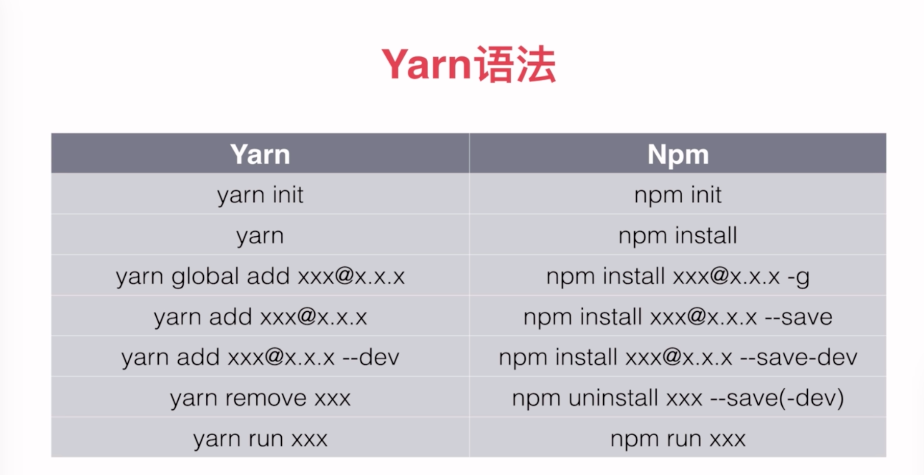 Yarn语法
Yarn Npm
yarn init npm init
yarn npm install
yarn global add xxx@x.x.x npm install xxx@x.x.x -g
yarn add xxx@x.x.x npm install xxx@x.x.x --save
yarn add xxx@x.x.x --dev npm install xxx@x.x.x --save-dev
yarn remove xxx npm uninstall xxx --save(-dev)
yarn run xxx npm run xxx